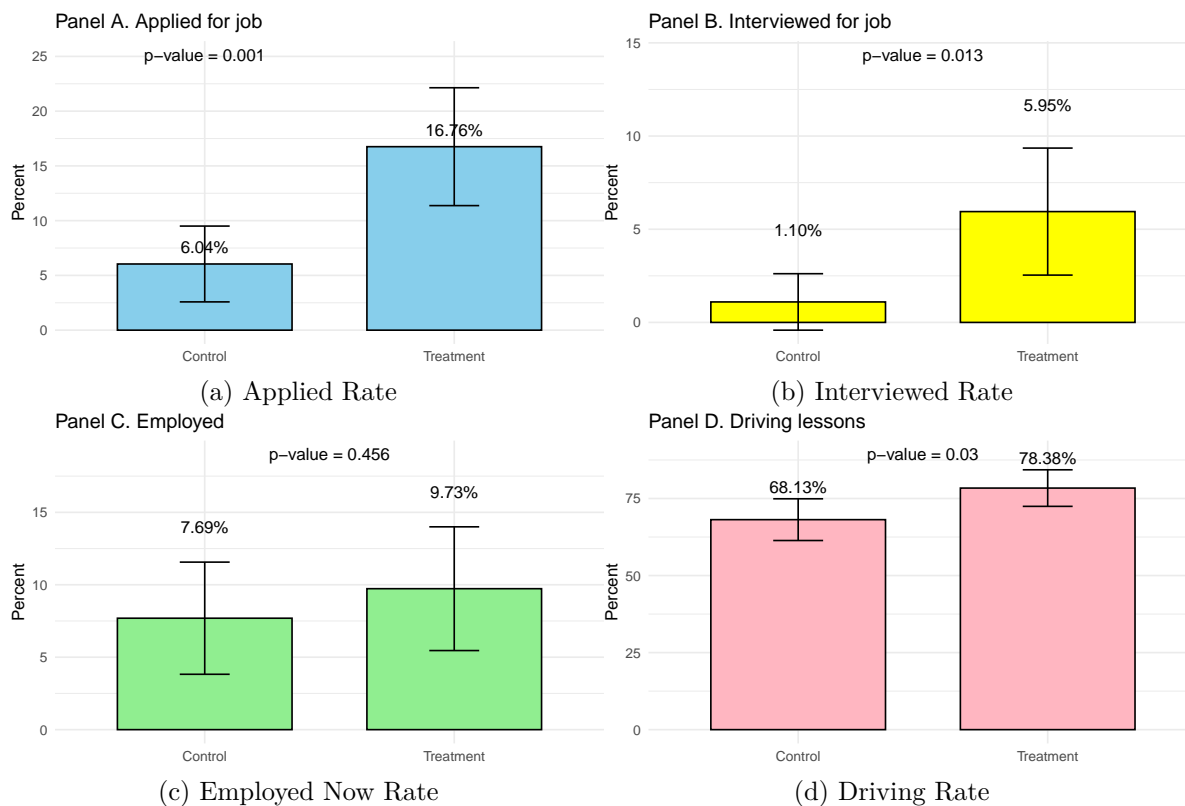 Panel A. Applied for job
p−value = 0.001
25
20
15
10
5
0
Percent
6.04%
16.76%
Control
Treatment
(a) Applied Rate
Panel B. Interviewed for job
p−value = 0.013
15
10
5
0
Percent
1.10%
5.95%
Control
Treatment
(b) Interviewed Rate
Panel C. Employed
p−value = 0.456
15
10
5
0
Percent
7.69%
9.73%
Control
Treatment
(c) Employed Now Rate
Panel D. Driving lessons
p−value = 0.03
75
50
25
0
Percent
68.13%
78.38%
Control
Treatment
(d) Driving Rate